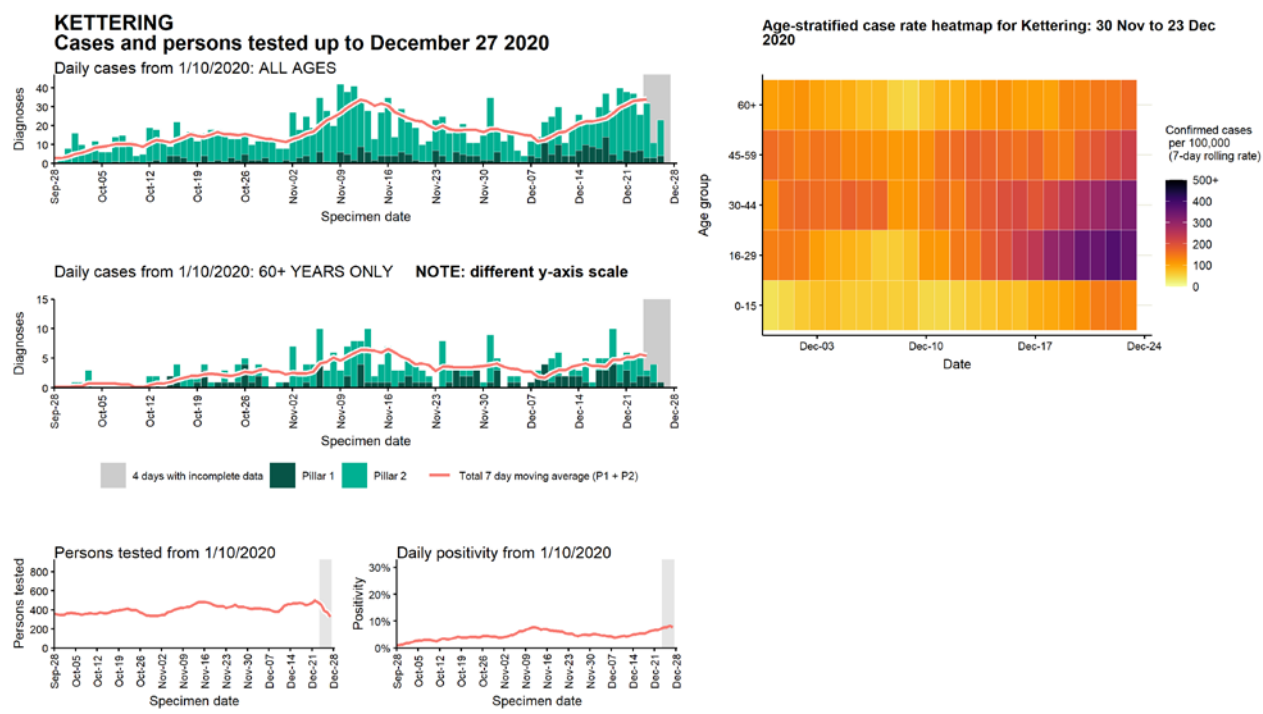 KETTERING
Cases and persons tested up to December 27 2020
Daily cases from 1/10/2020: ALL AGES
Diagnoses
40
30
20
10
0
Sep-28
Oct-05
Oct-12
Oct-19
Oct-26
Nov-02
Nov-09
Nov-16
Nov-23
Nov-30
Dec-07
Dec-14
Dec-21
Dec-28
Specimen date
Daily cases from 1/10/2020: 60+ YEARS ONLY NOTE: different y-axis scale
Diagnoses
15
10
5
0
Sep-28
Oct-05
Oct-12
Oct-19
Oct-26
Nov-02
Nov-09
Nov-16
Nov-23
Nov-30
Dec-07
Dec-14
Dec-21
Dec-28
Specimen date
4 days with incomplete data Pillar 1 Pillar 2 Total 7 day moving average (P1 + P2)
Persons tested from 1/10/2020
Persons tested
800
600
400
200
0
Sep-28
Oct-05
Oct-12
Oct-19
Oct-26
Nov-02
Nov-09
Nov-16
Nov-23
Nov-30
Dec-07
Dec-14
Dec-21
Dec-28
Specimen date
Daily positivity from 1/10/2020
Positivity
30%
20%
10%
0%
Sep-28
Oct-05
Oct-12
Oct-19
Oct-26
Nov-02
Nov-09
Nov-16
Nov-23
Nov-30
Dec-07
Dec-14
Dec-21
Dec-28
Specimen date
Age-stratified case rate heatmap for Kettering: 30 Nov to 23 Dec
2020
Age group
60+
45-59
30-44
16-29
0-15
Dec-03
Dec-10
Dec-17
Dec-24
Date
Confirmed cases
per 100,000
(7-day rolling rate)
500+
400
300
200
100
0